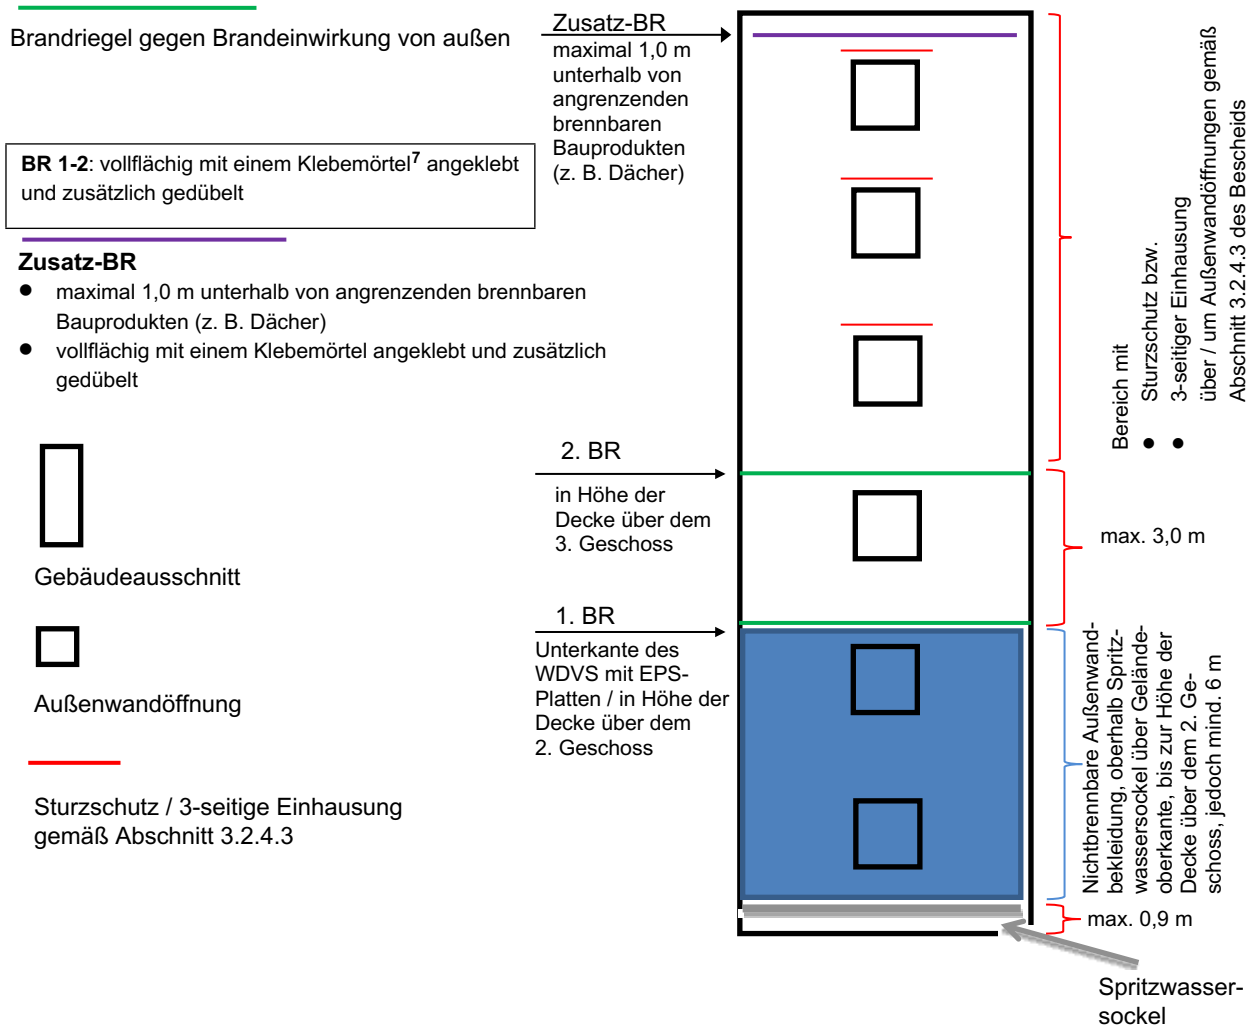 Brandriegel gegen Brandeinwirkung von außen
BR 1-2: vollflächig mit einem Klebemörtel7 angeklebt
und zusätzlich gedübelt
Zusatz-BR
● maximal 1,0 m unterhalb von angrenzenden brennbaren
Bauprodukten (z. B. Dächer)
● vollflächig mit einem Klebemörtel angeklebt und zusätzlich
gedübelt
Gebäudeausschnitt
Außenwandöffnung
Sturzschutz / 3-seitige Einhausung
gemäß Abschnitt 3.2.4.3
Zusatz-BR
maximal 1,0 m
unterhalb von
angrenzenden
brennbaren
Bauprodukten
(z. B. Dächer)
2. BR
in Höhe der
Decke über dem
3. Geschoss
1. BR
Unterkante des
WDVS mit EPS-
Platten / in Höhe der
Decke über dem
2. Geschoss
Bereich mit
● Sturzschutz bzw.
● 3-seitiger Einhausung
über / um Außenwandöffnungen gemäß
Abschnitt 3.2.4.3 des Bescheids
max. 3,0 m
Nichtbrennbare Außenwand-
bekleidung, oberhalb Spritz-
wassersockel über Gelände-
oberkante, bis zur Höhe der
Decke über dem 2. Ge-
schoss, jedoch mind. 6 m
max. 0,9 m
Spritzwasser-
sockel